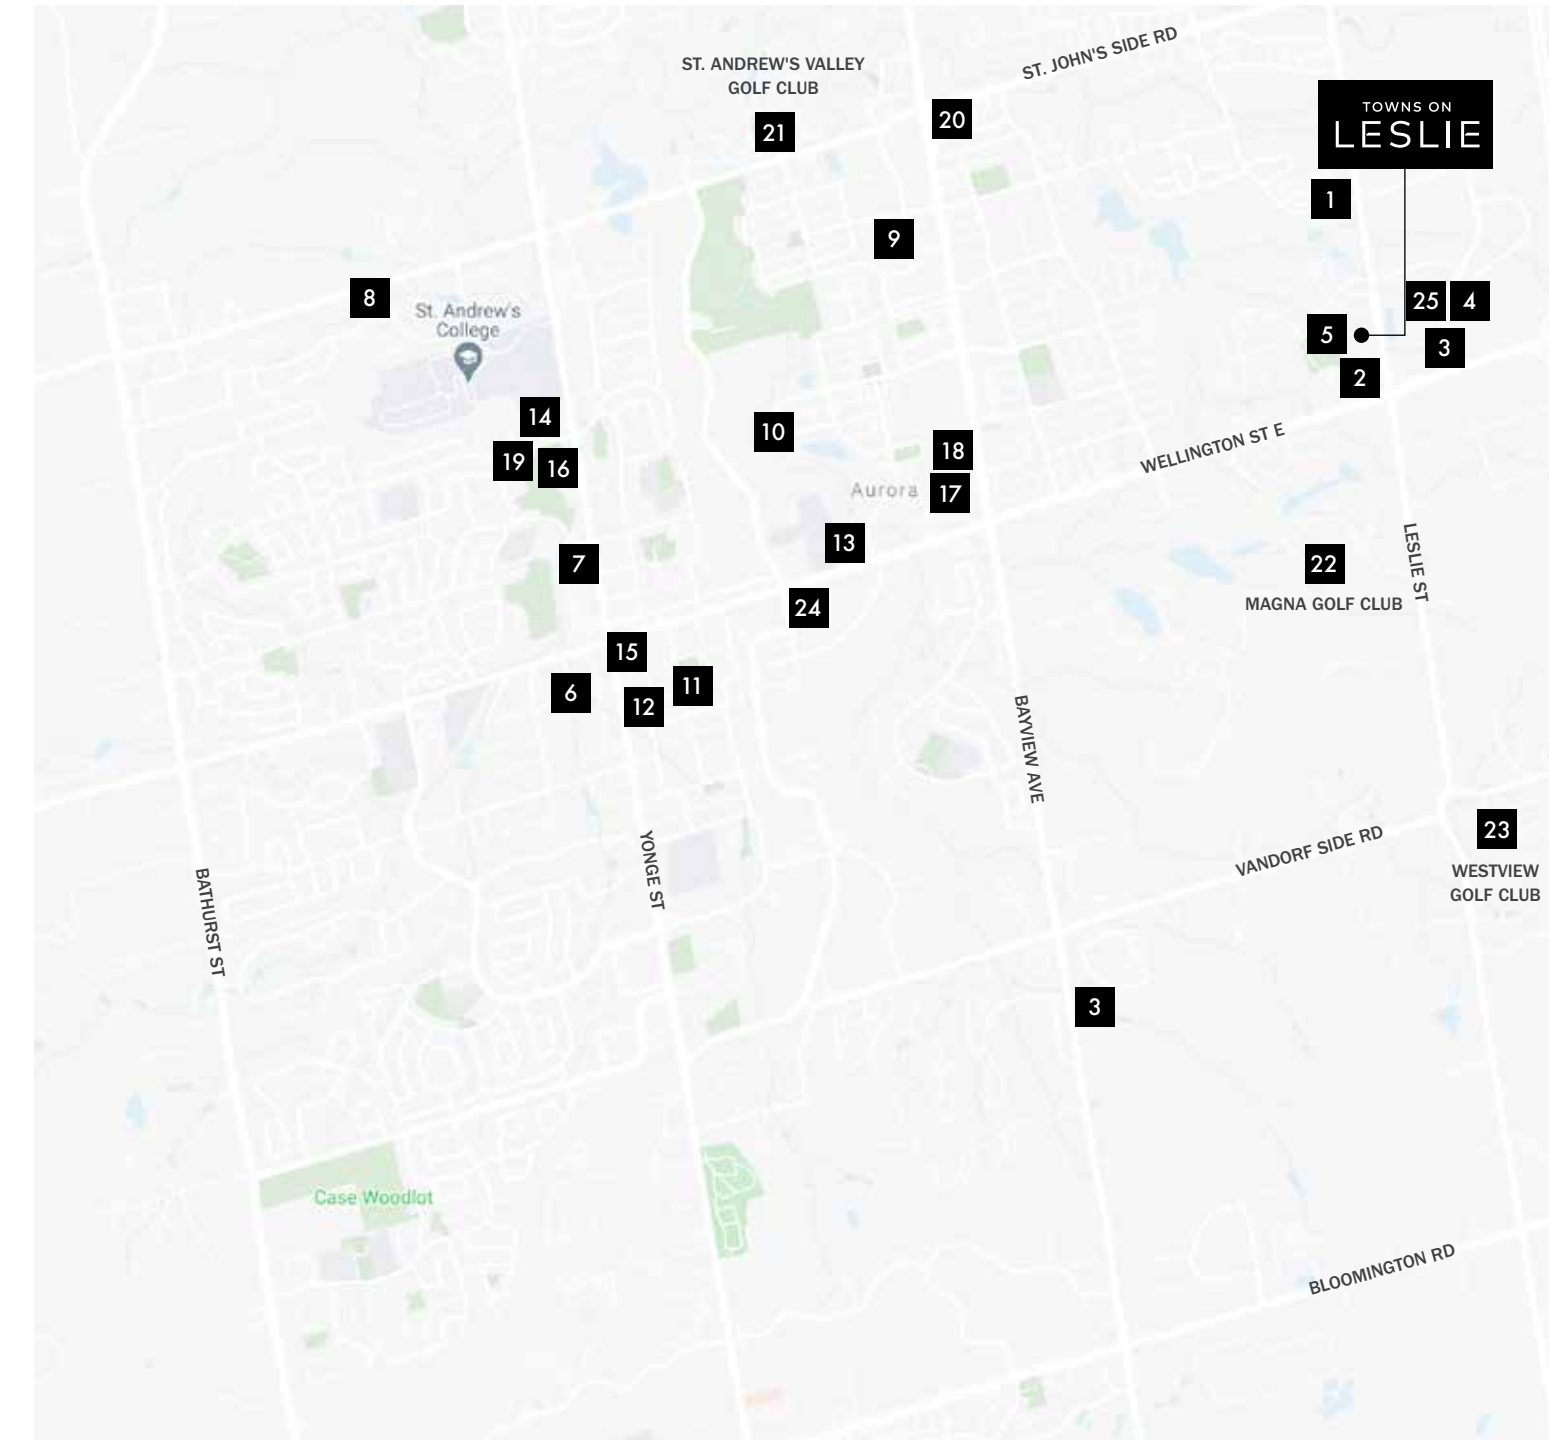 ST. JOHN'S SIDE RD
ST. ANDREW'S VALLEY
GOLF CLUB
21
20
TOWNS ON
LESLIE
1
9
8
St. Andrew's
College
25
4
5
3
2
14
10
19
16
18
WELLINGTON ST E
Aurora
17
13
7
22
LESLIE ST
MAGNA GOLF CLUB
24
15
6
11
12
BAYVIEW AVE
23
VANDORF SIDE RD
YONGE ST
WESTVIEW
GOLF CLUB
BATHURST ST
3
Case Woodlot
BLOOMINGTON RD